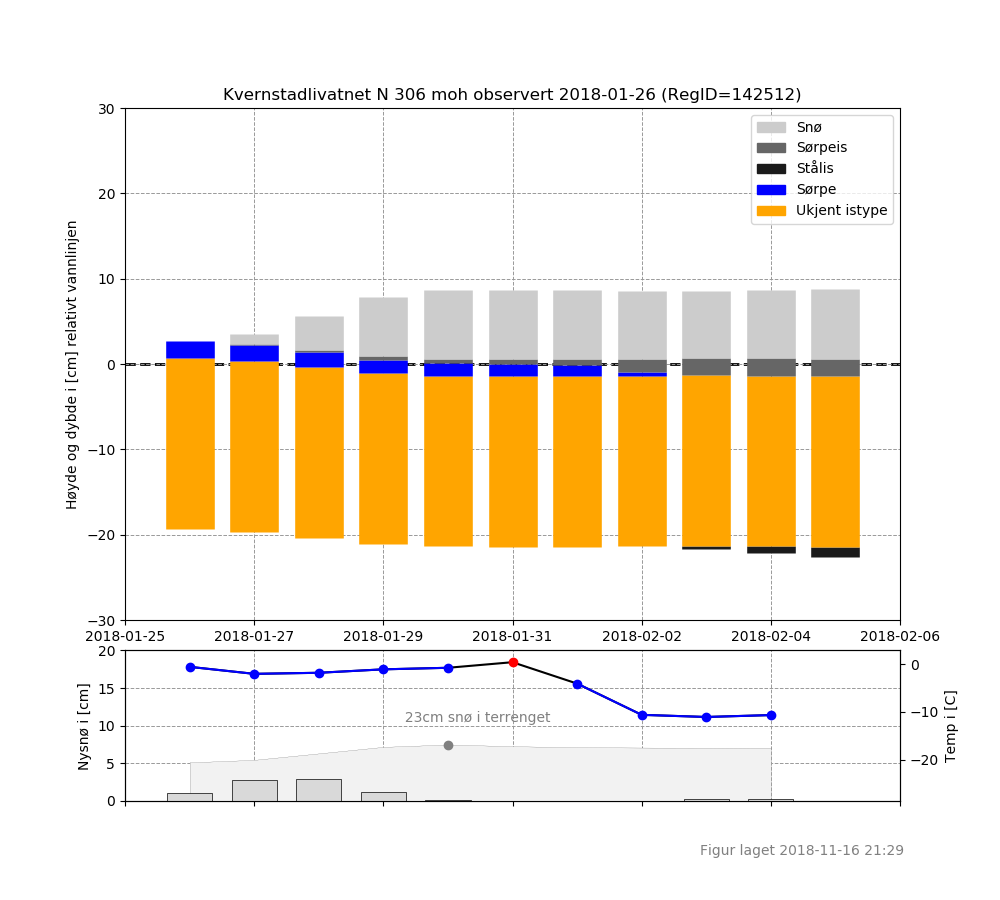 Kvernstadlivatnet N 306 moh observert 2018-01-26 (RegID=142512)
Høyde og dybde i [cm] relativt vannlinjen
30
20
10
0
−10
−20
−30
Snø
Sørpeis
Stålis
Sørpe
Ukjent istype
2018-01-25
2018-01-27
2018-01-29
2018-01-31
2018-02-02
2018-02-04
2018-02-06
Nysnø i [cm]
20
15
10
5
0
23cm snø i terrenget
0
−10
−20
Temp i [C]
Figur laget 2018-11-16 21:29